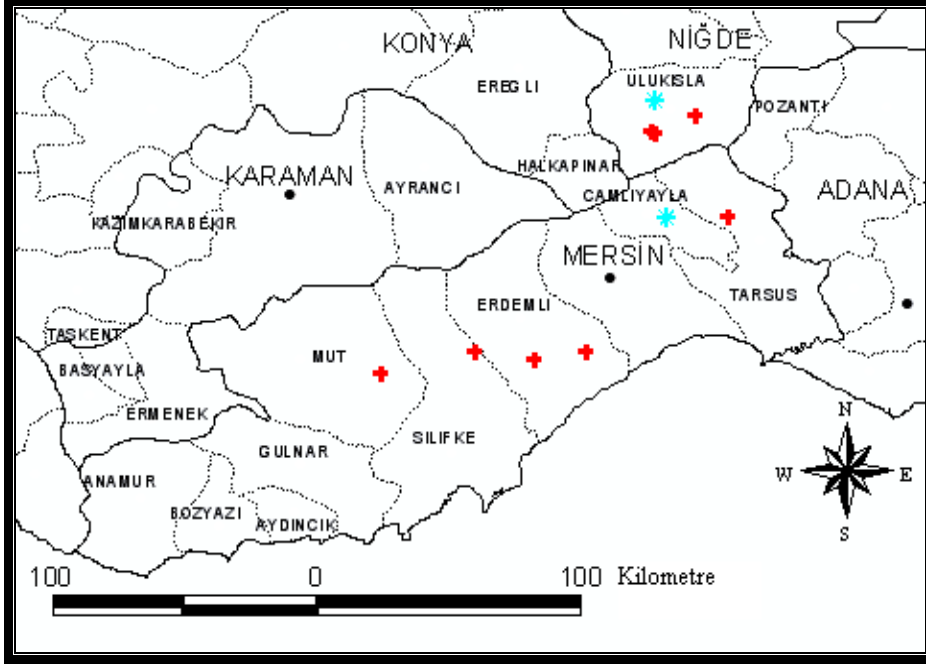 KONYA
NİĞDE
EREGLI
ULUKISLA
POZANTI
HALKAPINAR
KARAMAN
AYRANCI
CAMLIYAYLA
ADANA
KAZIMKARABEKIR
MERSİN
TARSUS
ERDEMLI
TASKENT
MUT
BASYAYLA
ERMENEK
SILIFKE
GULNAR
ANAMUR
BOZYAZI
AYDINCIK
N
W E
S
100 0 100 Kilometre